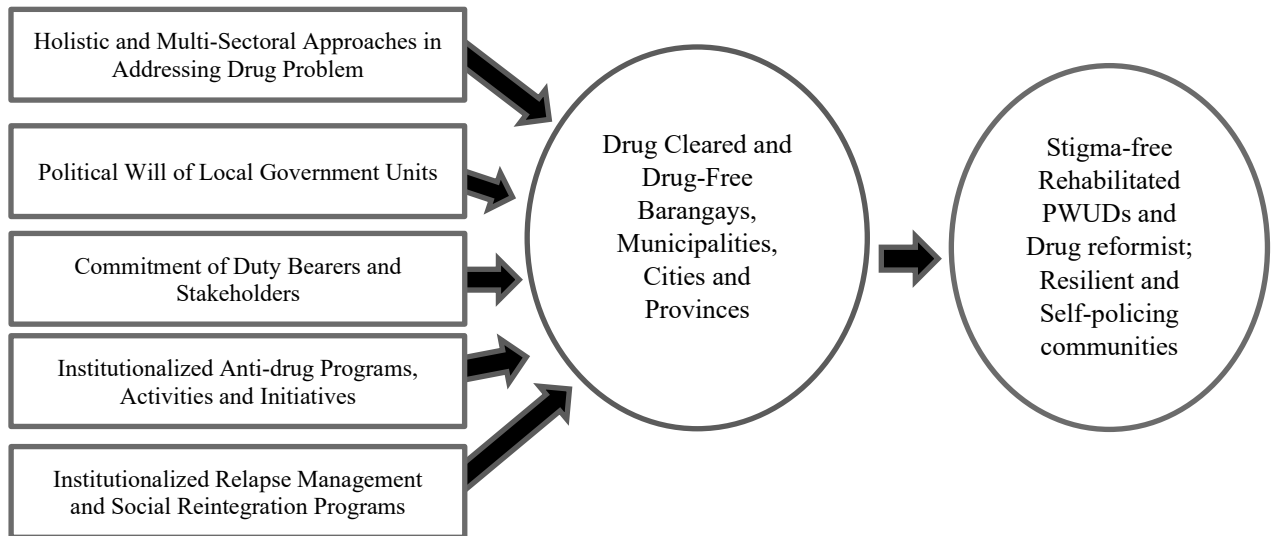 Holistic and Multi-Sectoral Approaches in
Addressing Drug Problem
Political Will of Local Government Units
Commitment of Duty Bearers and
Stakeholders
Institutionalized Anti-drug Programs,
Activities and Initiatives
Institutionalized Relapse Management
and Social Reintegration Programs
Drug Cleared and
Drug-Free
Barangays,
Municipalities,
Cities and
Provinces
Stigma-free
Rehabilitated
PWUDs and
Drug reformist;
Resilient and
Self-policing
communities